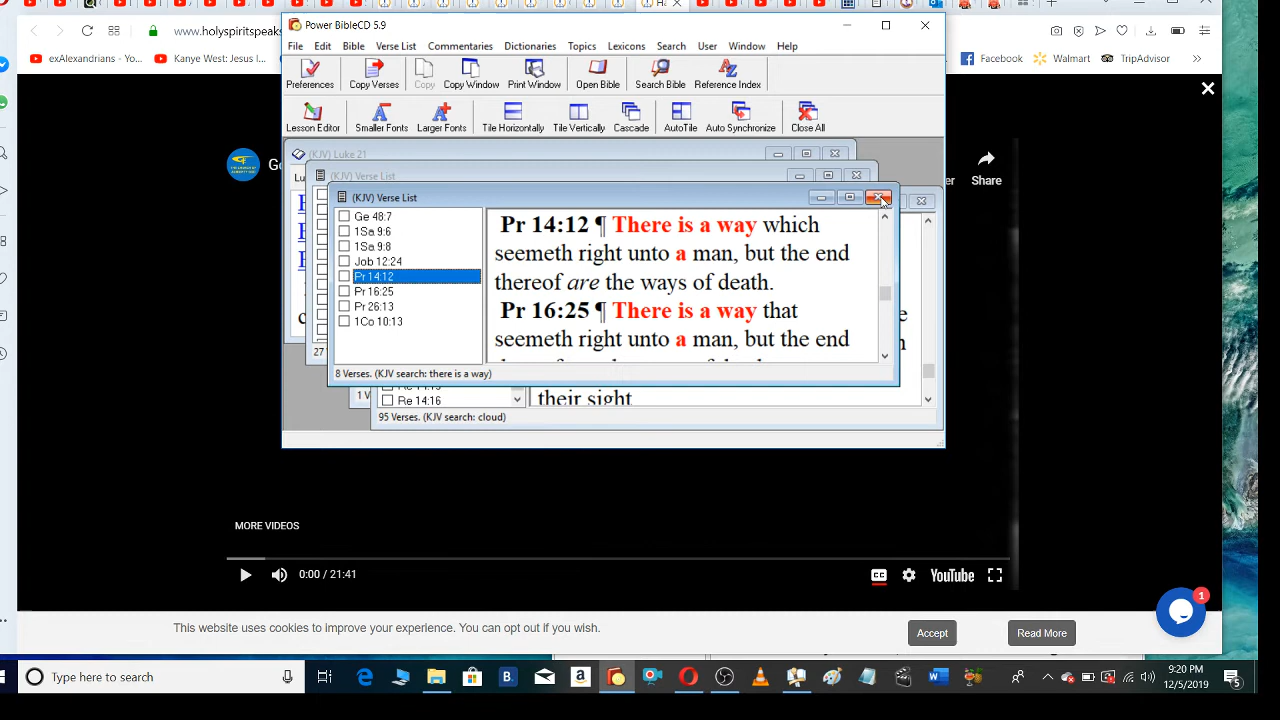 Power BibleCD 5.9
www.holyspiritspeaks
exAlexandrians - Yo...
Kanye West: Jesus I...
Facebook
Walmart
TripAdvisor
File Edit Bible Verse List Commentaries Dictionaries Topics Lexicons Search User Window Help
Preferences Copy Verses Copy Copy Window Print Window Open Bible Search Bible Reference Index
Lesson Editor Smaller Fonts Larger Fonts Tile Horizontally Tile Vertically Cascade AutoTile Auto Synchronize Close All
(KJV) Luke 21
(KJV) Verse List
(KJV) Verse List
Ge 48:7
1Sa 9:6
1Sa 9:8
Job 12:24
Pr 14:12
Pr 16:25
Pr 26:13
1Co 10:13
Pr 14:12 ¶ There is a way which
seemeth right unto a man, but the end
thereof are the ways of death.
Pr 16:25 ¶ There is a way that
seemeth right unto a man, but the end
8 Verses. (KJV search: there is a way)
27
1 V
Re 14:16
their sight
95 Verses. (KJV search: cloud)
Share
MORE VIDEOS
0:00 / 21:41
CC
YouTube
This website uses cookies to improve your experience. You can opt out if you wish.
Accept
Read More
1
Type here to search
9:20 PM
12/5/2019
5